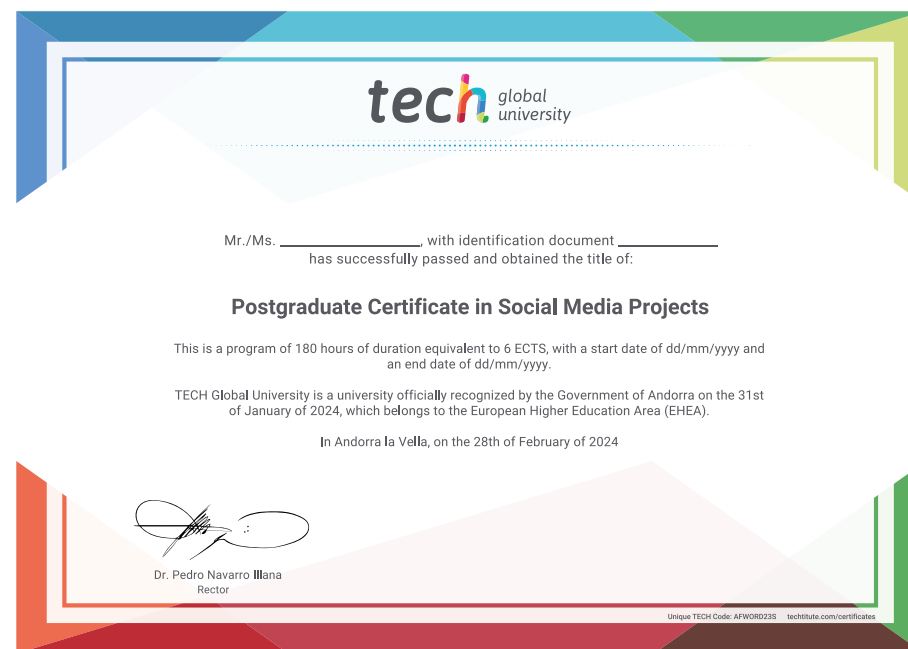 tech global
university
Mr./Ms. ____________________, with identification document ______________
has successfully passed and obtained the title of:
Postgraduate Certificate in Social Media Projects
This is a program of 180 hours of duration equivalent to 6 ECTS, with a start date of dd/mm/yyyy and
an end date of dd/mm/yyyy.
TECH Global University is a university officially recognized by the Government of Andorra on the 31st
of January of 2024, which belongs to the European Higher Education Area (EHEA).
In Andorra la Vella, on the 28th of February of 2024
Dr. Pedro Navarro Illana
Rector
Unique TECH Code: AFWORD23S techtitute.com/certificates